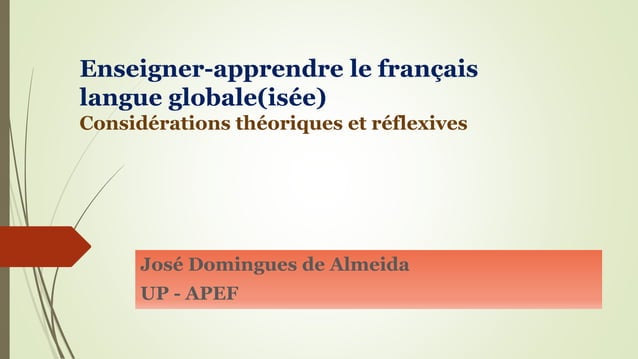 Enseigner-apprendre le français
langue globale(isée)
Considérations théoriques et réflexives
José Domingues de Almeida
UP - APEF